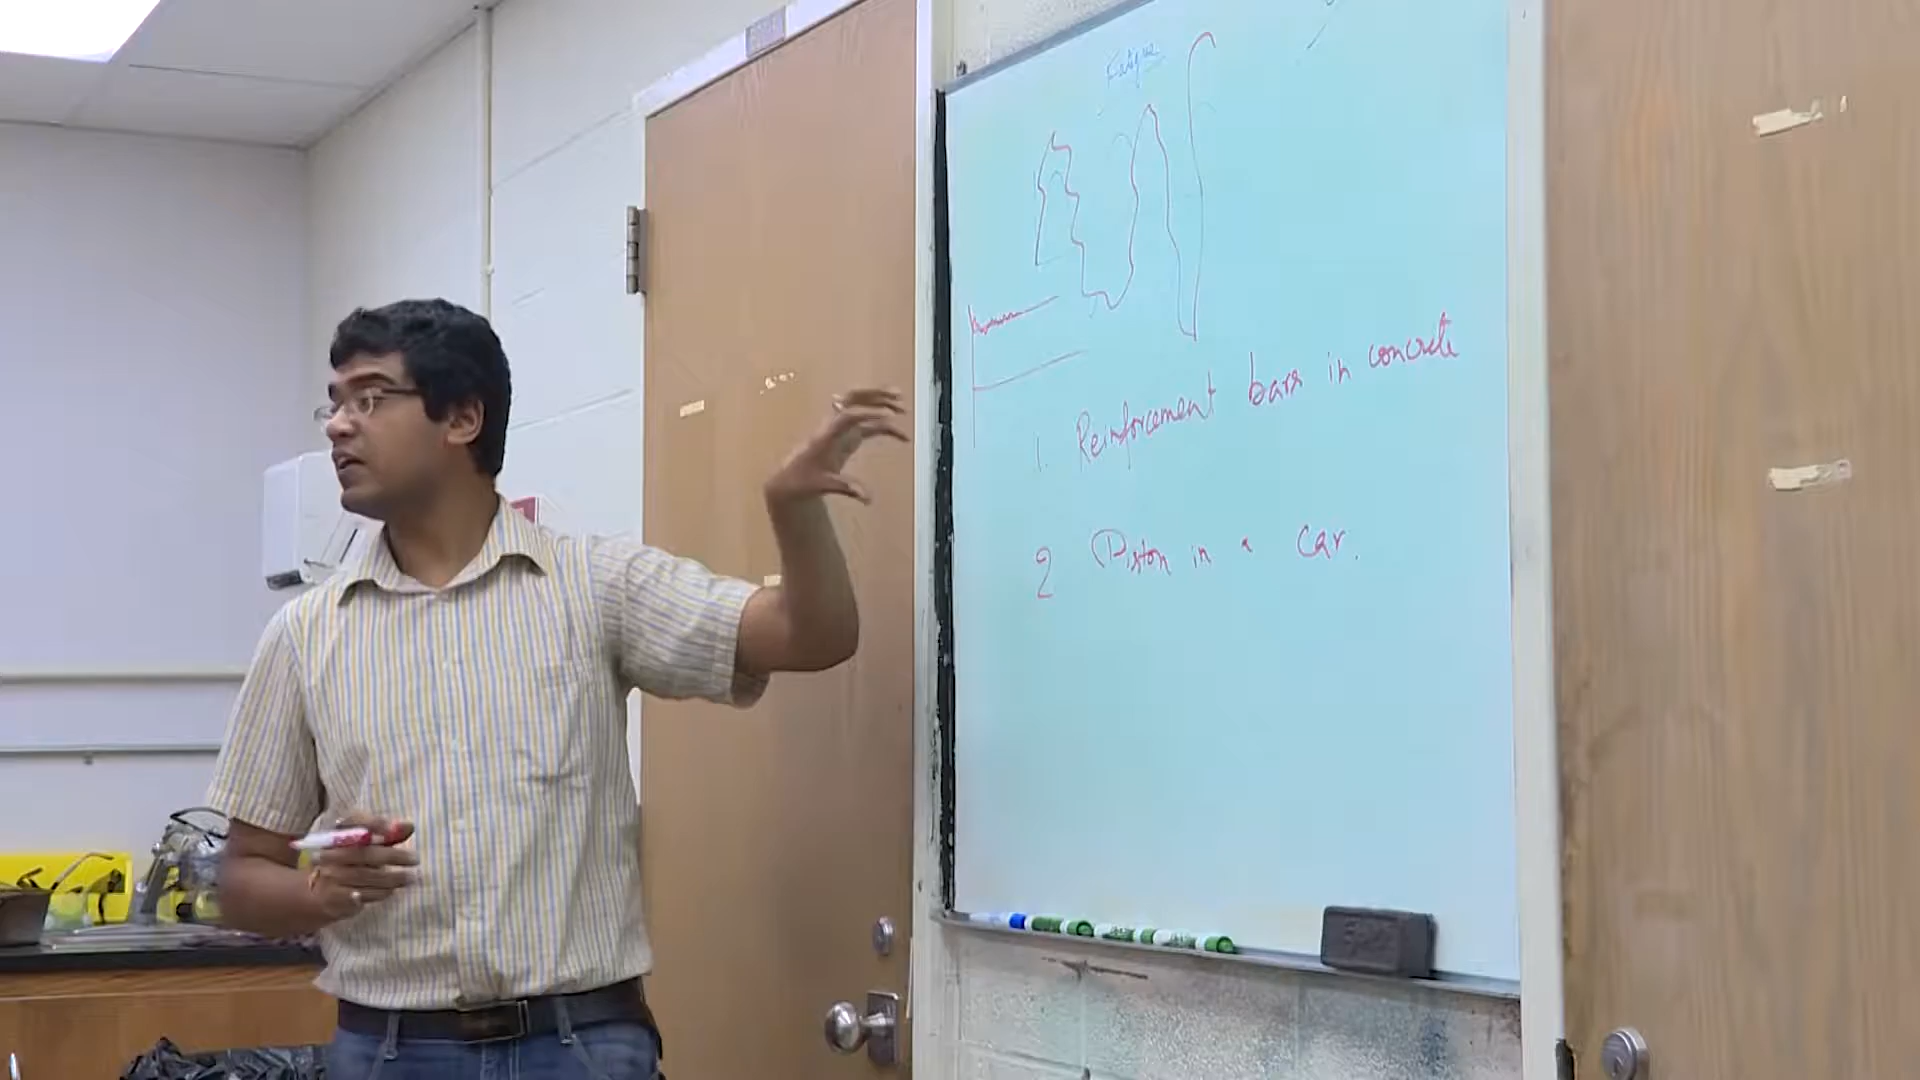 Fatigue
1. Reinforcement bars in concrete
2 Piston in a car.